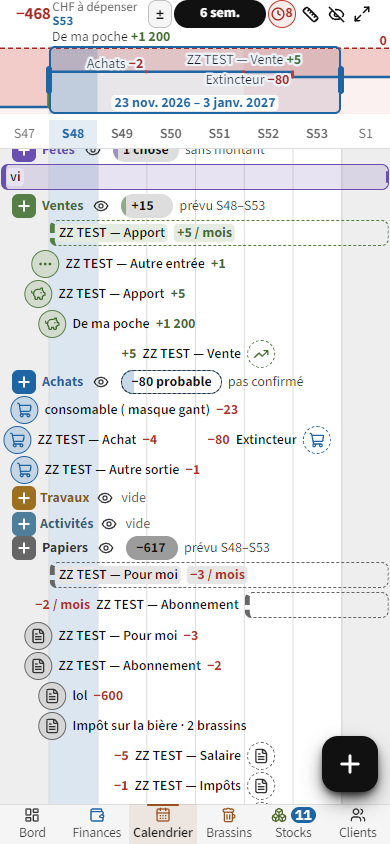 −468 CHF à dépenser
S53
± 6 sem. 8
De ma poche +1 200
0
Achats −2 ZZ TEST — Vente +5
Extincteur −80
23 nov. 2026 – 3 janv. 2027
S47 S48 S49 S50 S51 S52 S53 S1
Fêtes 1 chose sans montant
vi
Ventes +15 prévu S48–S53
ZZ TEST — Apport +5 / mois
ZZ TEST — Autre entrée +1
ZZ TEST — Apport +5
De ma poche +1 200
+5 ZZ TEST — Vente
Achats −80 probable pas confirmé
consomable ( masque gant) −23
ZZ TEST — Achat −4 −80 Extincteur
ZZ TEST — Autre sortie −1
Travaux vide
Activités vide
Papiers −617 prévu S48–S53
ZZ TEST — Pour moi −3 / mois
−2 / mois ZZ TEST — Abonnement
ZZ TEST — Pour moi −3
ZZ TEST — Abonnement −2
lol −600
Impôt sur la bière · 2 brassins
−5 ZZ TEST — Salaire
−1 ZZ TEST — Impôts
Bord Finances Calendrier Brassins Stocks 11 Clients